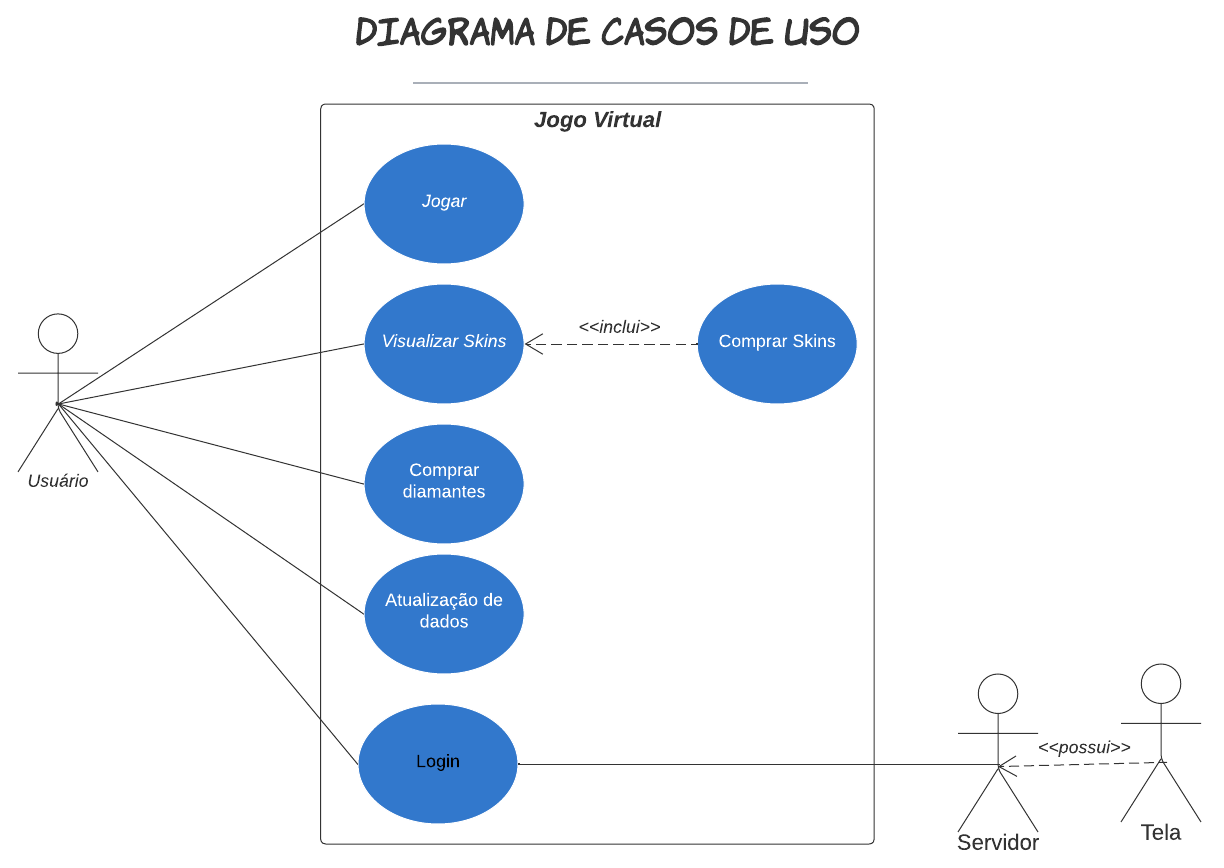 DIAGRAMA DE CASOS DE USO
Jogo Virtual
Jogar
Visualizar Skins
<<inclui>>
Comprar Skins
Usuário
Comprar
diamantes
Atualização de
dados
Login
<<possui>>
Servidor
Tela